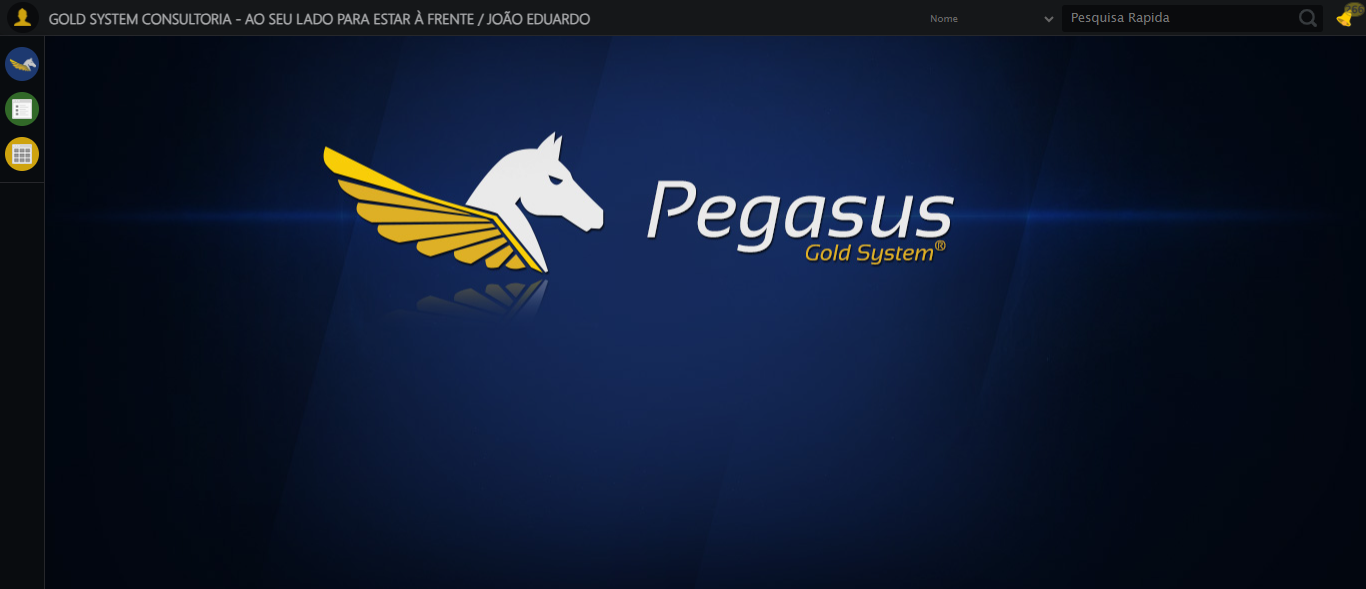 GOLD SYSTEM CONSULTORIA - AO SEU LADO PARA ESTAR À FRENTE / JOÃO EDUARDO
Nome
Pesquisa Rapida
Pegasus
Gold System®